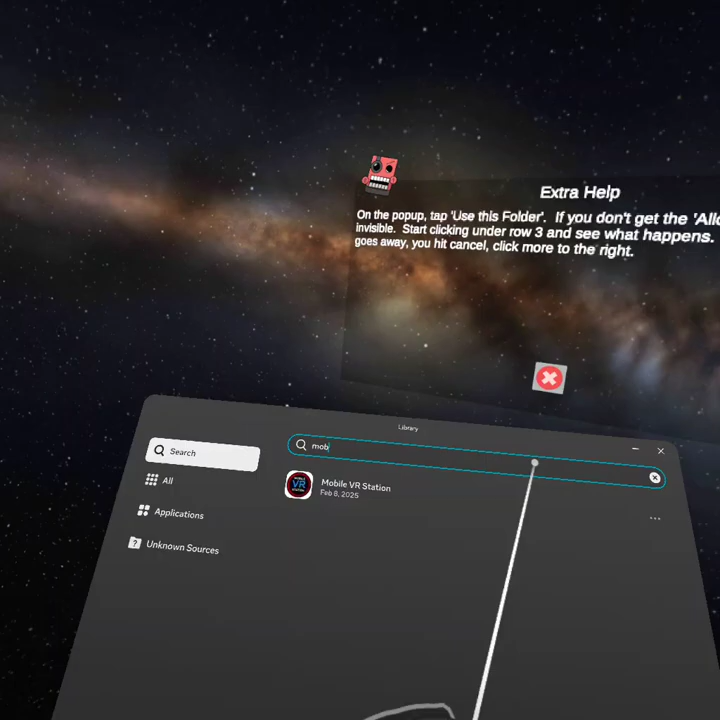 Extra Help
On the popup, tap 'Use this Folder'. If you don't get the 'Allo
invisible. Start clicking under row 3 and see what happens.
goes away, you hit cancel, click more to the right.
Library
Search
mob
All
Mobile VR Station
Feb 8, 2025
Applications
Unknown Sources